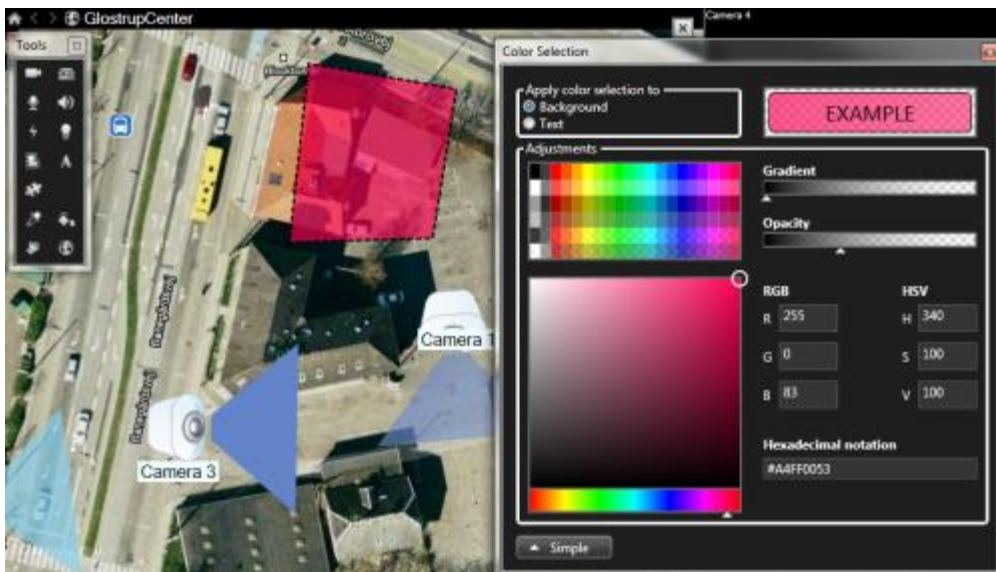 GlostrupCenter
Camera 4
Tools
Color Selection
Apply color selection to
Background
Text
EXAMPLE
Adjustments
Gradient
Opacity
RGB
HSV
R 255
H 340
G 0
S 100
B 83
V 100
Hexadecimal notation
#A4FF0053
Simple
A
Camera 1
Camera 3